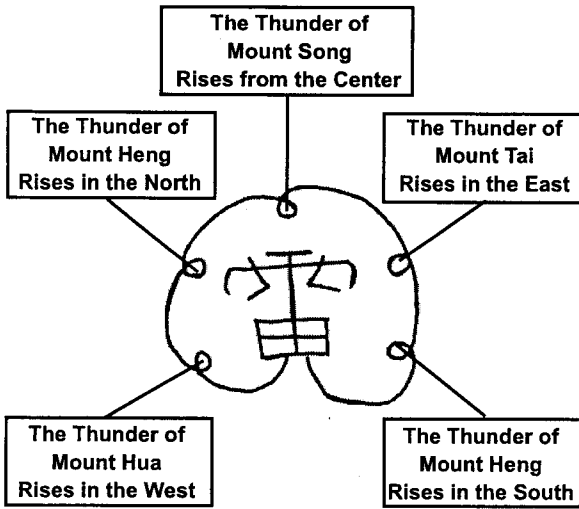 The Thunder of
Mount Song
Rises from the Center
The Thunder of
Mount Heng
Rises in the North
The Thunder of
Mount Tai
Rises in the East
雷
The Thunder of
Mount Hua
Rises in the West
The Thunder of
Mount Heng
Rises in the South